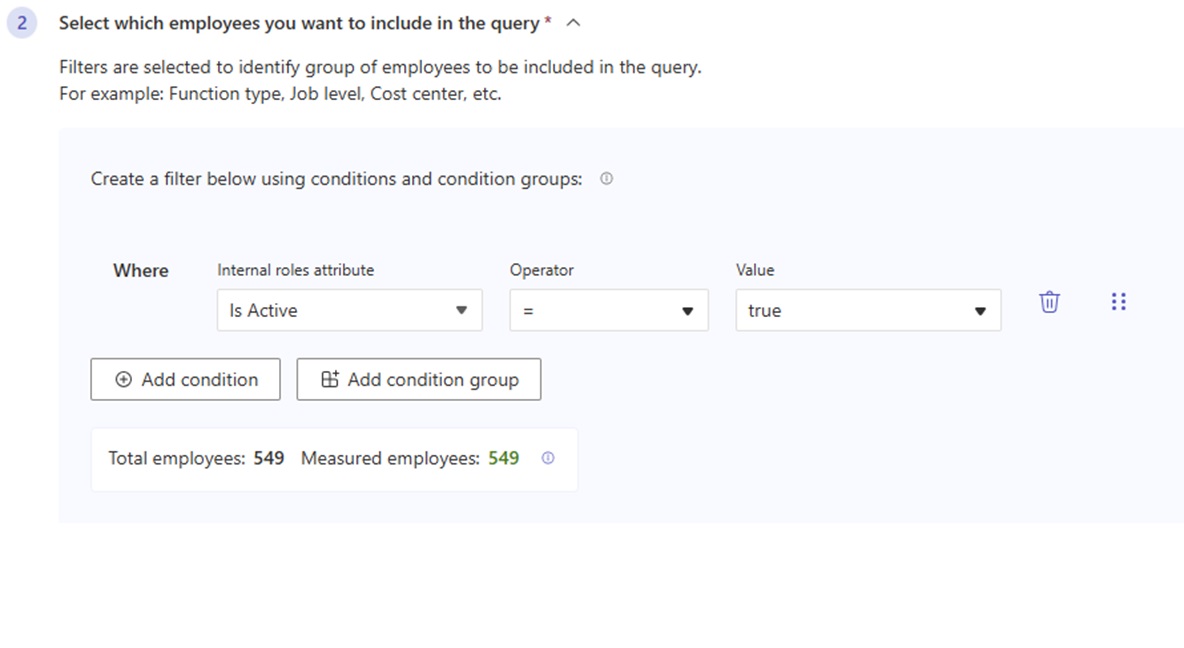 2 Select which employees you want to include in the query *
Filters are selected to identify group of employees to be included in the query.
For example: Function type, Job level, Cost center, etc.
Create a filter below using conditions and condition groups:
Where Internal roles attribute Operator Value
Is Active = true
Add condition Add condition group
Total employees: 549 Measured employees: 549